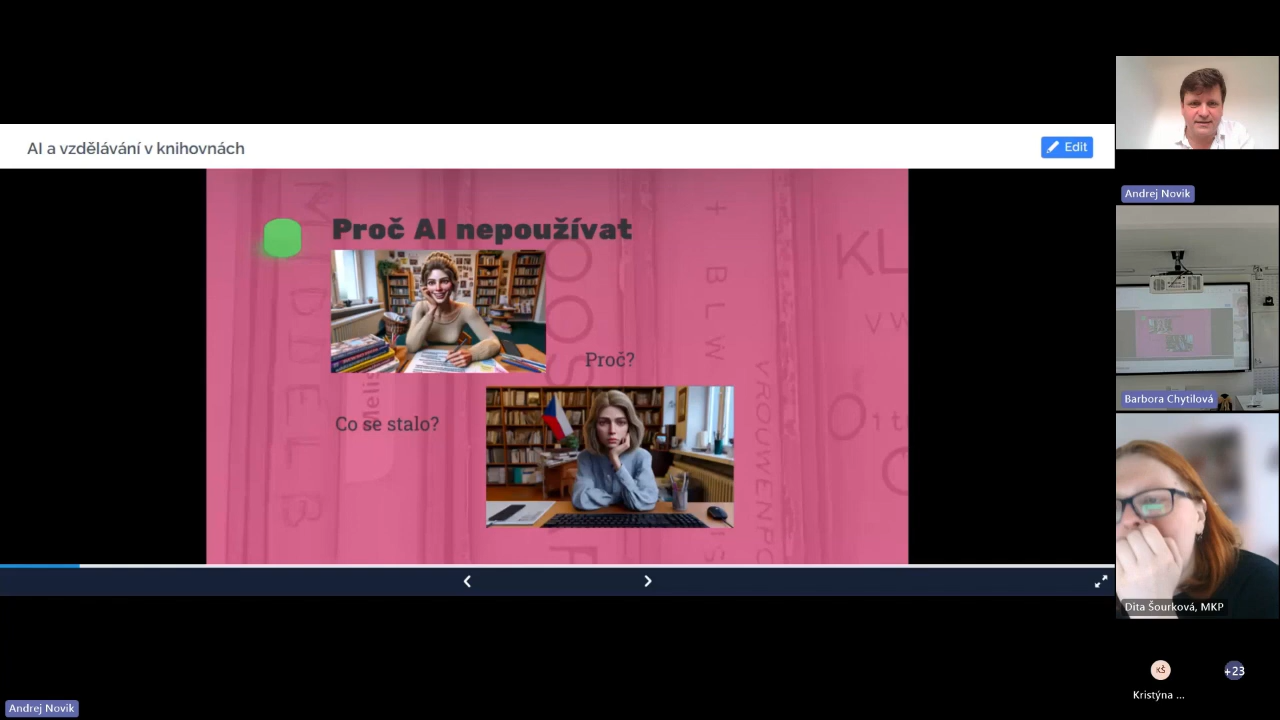 AI a vzdělávání v knihovnách
Edit
Proč AI nepoužívat
Proč?
Co se stalo?
Andrej Novik
Barbora Chytilová
Dita Šourková, MKP
KŠ
+23
Kristýna ...
Andrej Novik